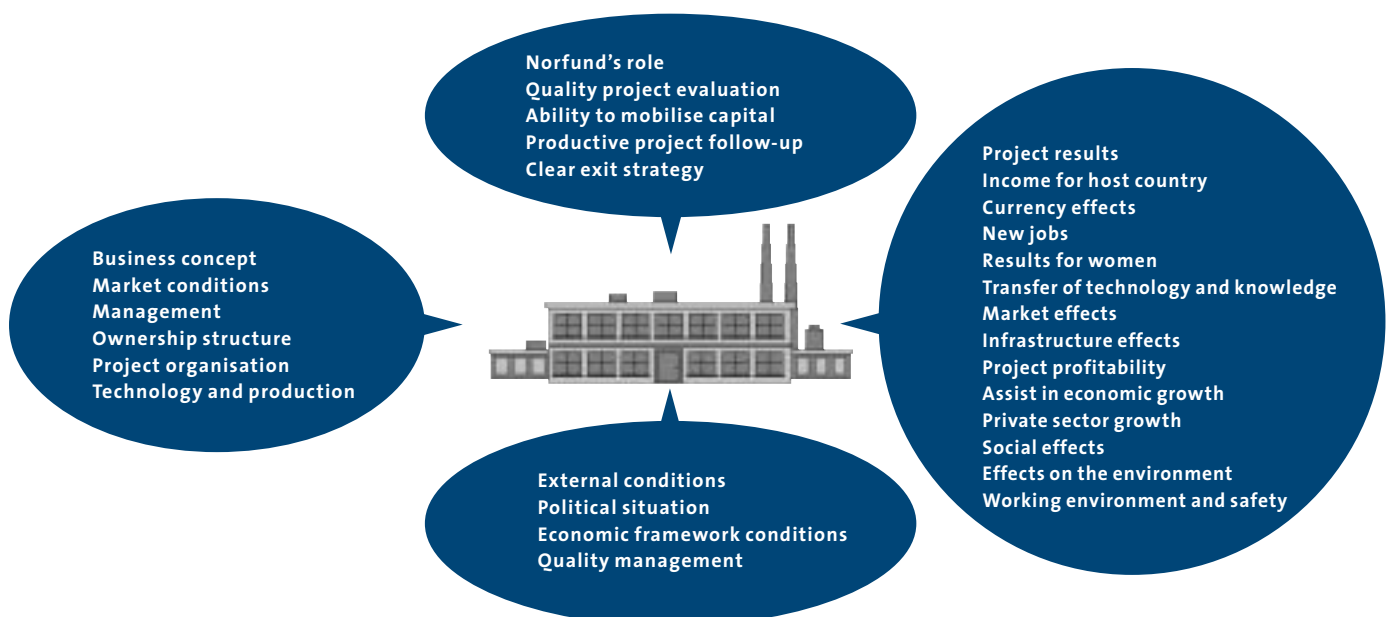 Norfund's role
Quality project evaluation
Ability to mobilise capital
Productive project follow-up
Clear exit strategy
Business concept
Market conditions
Management
Ownership structure
Project organisation
Technology and production
Project results
Income for host country
Currency effects
New jobs
Results for women
Transfer of technology and knowledge
Market effects
Infrastructure effects
Project profitability
Assist in economic growth
Private sector growth
Social effects
Effects on the environment
Working environment and safety
External conditions
Political situation
Economic framework conditions
Quality management